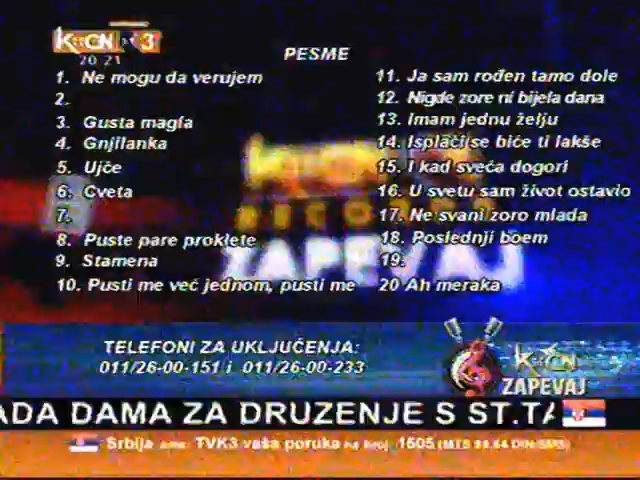 KCN 3
20:21
PESME
1. Ne mogu da verujem
2.
3. Gusta magla
4. Gnjilanka
5. Ujče
6. Cveta
7.
8. Puste pare proklete
9. Stamena
10. Pusti me već jednom, pusti me
11. Ja sam rođen tamo dole
12. Nigde zore ni bijela dana
13. Imam jednu želju
14. Isplači se biće ti lakše
15. I kad sveća dogori
16. U svetu sam život ostavio
17. Ne svani zoro mlada
18. Poslednji boem
19.
20 Ah meraka
ZAPEVAJ
TELEFONI ZA UKLJUČENJA:
011/26-00-151 i 011/26-00-233
KCN
ZAPEVAJ
ADA DAMA ZA DRUZENJE S ST.TA
Srbija TVK3 vaša poruka na broj 1605